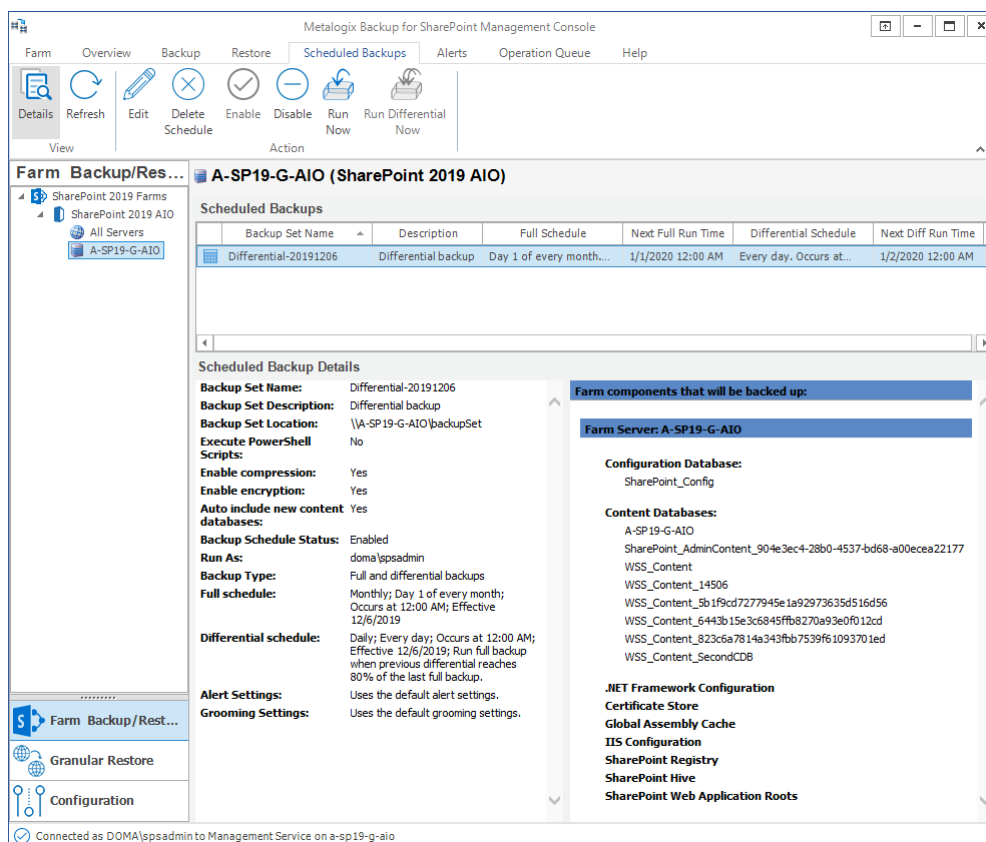 Metalogix Backup for SharePoint Management Console
Farm Overview Backup Restore Scheduled Backups Alerts Operation Queue Help
Details Refresh Edit Delete Schedule Enable Disable Run Now Run Differential Now
View Action
Farm Backup/Res...
SharePoint 2019 Farms
SharePoint 2019 AIO
All Servers
A-SP19-G-AIO
A-SP19-G-AIO (SharePoint 2019 AIO)
Scheduled Backups
Backup Set Name Description Full Schedule Next Full Run Time Differential Schedule Next Diff Run Time
Differential-20191206 Differential backup Day 1 of every month.... 1/1/2020 12:00 AM Every day. Occurs at... 1/2/2020 12:00 AM
Scheduled Backup Details
Backup Set Name: Differential-20191206
Backup Set Description: Differential backup
Backup Set Location: \\A-SP19-G-AIO\backupSet
Execute PowerShell No
Scripts:
Enable compression: Yes
Enable encryption: Yes
Auto include new content Yes
databases:
Backup Schedule Status: Enabled
Run As: doma\spsadmin
Backup Type: Full and differential backups
Full schedule: Monthly; Day 1 of every month;
Occurs at 12:00 AM; Effective
12/6/2019
Differential schedule: Daily; Every day; Occurs at 12:00 AM;
Effective 12/6/2019; Run full backup
when previous differential reaches
80% of the last full backup.
Alert Settings: Uses the default alert settings.
Grooming Settings: Uses the default grooming settings.
Farm components that will be backed up:
Farm Server: A-SP19-G-AIO
Configuration Database:
SharePoint_Config
Content Databases:
A-SP19-G-AIO
SharePoint_AdminContent_904e3ec4-28b0-4537-bd68-a00ecea22177
WSS_Content
WSS_Content_14506
WSS_Content_5b1f9cd7277945e1a92973635d516d56
WSS_Content_6443b15e3c6845ffb8270a93e0f012cd
WSS_Content_823c6a7814a343fbb7539f61093701ed
WSS_Content_SecondCDB
.NET Framework Configuration
Certificate Store
Global Assembly Cache
IIS Configuration
SharePoint Registry
SharePoint Hive
SharePoint Web Application Roots
Farm Backup/Rest...
Granular Restore
Configuration
Connected as DOMA\spsadmin to Management Service on a-sp19-g-aio